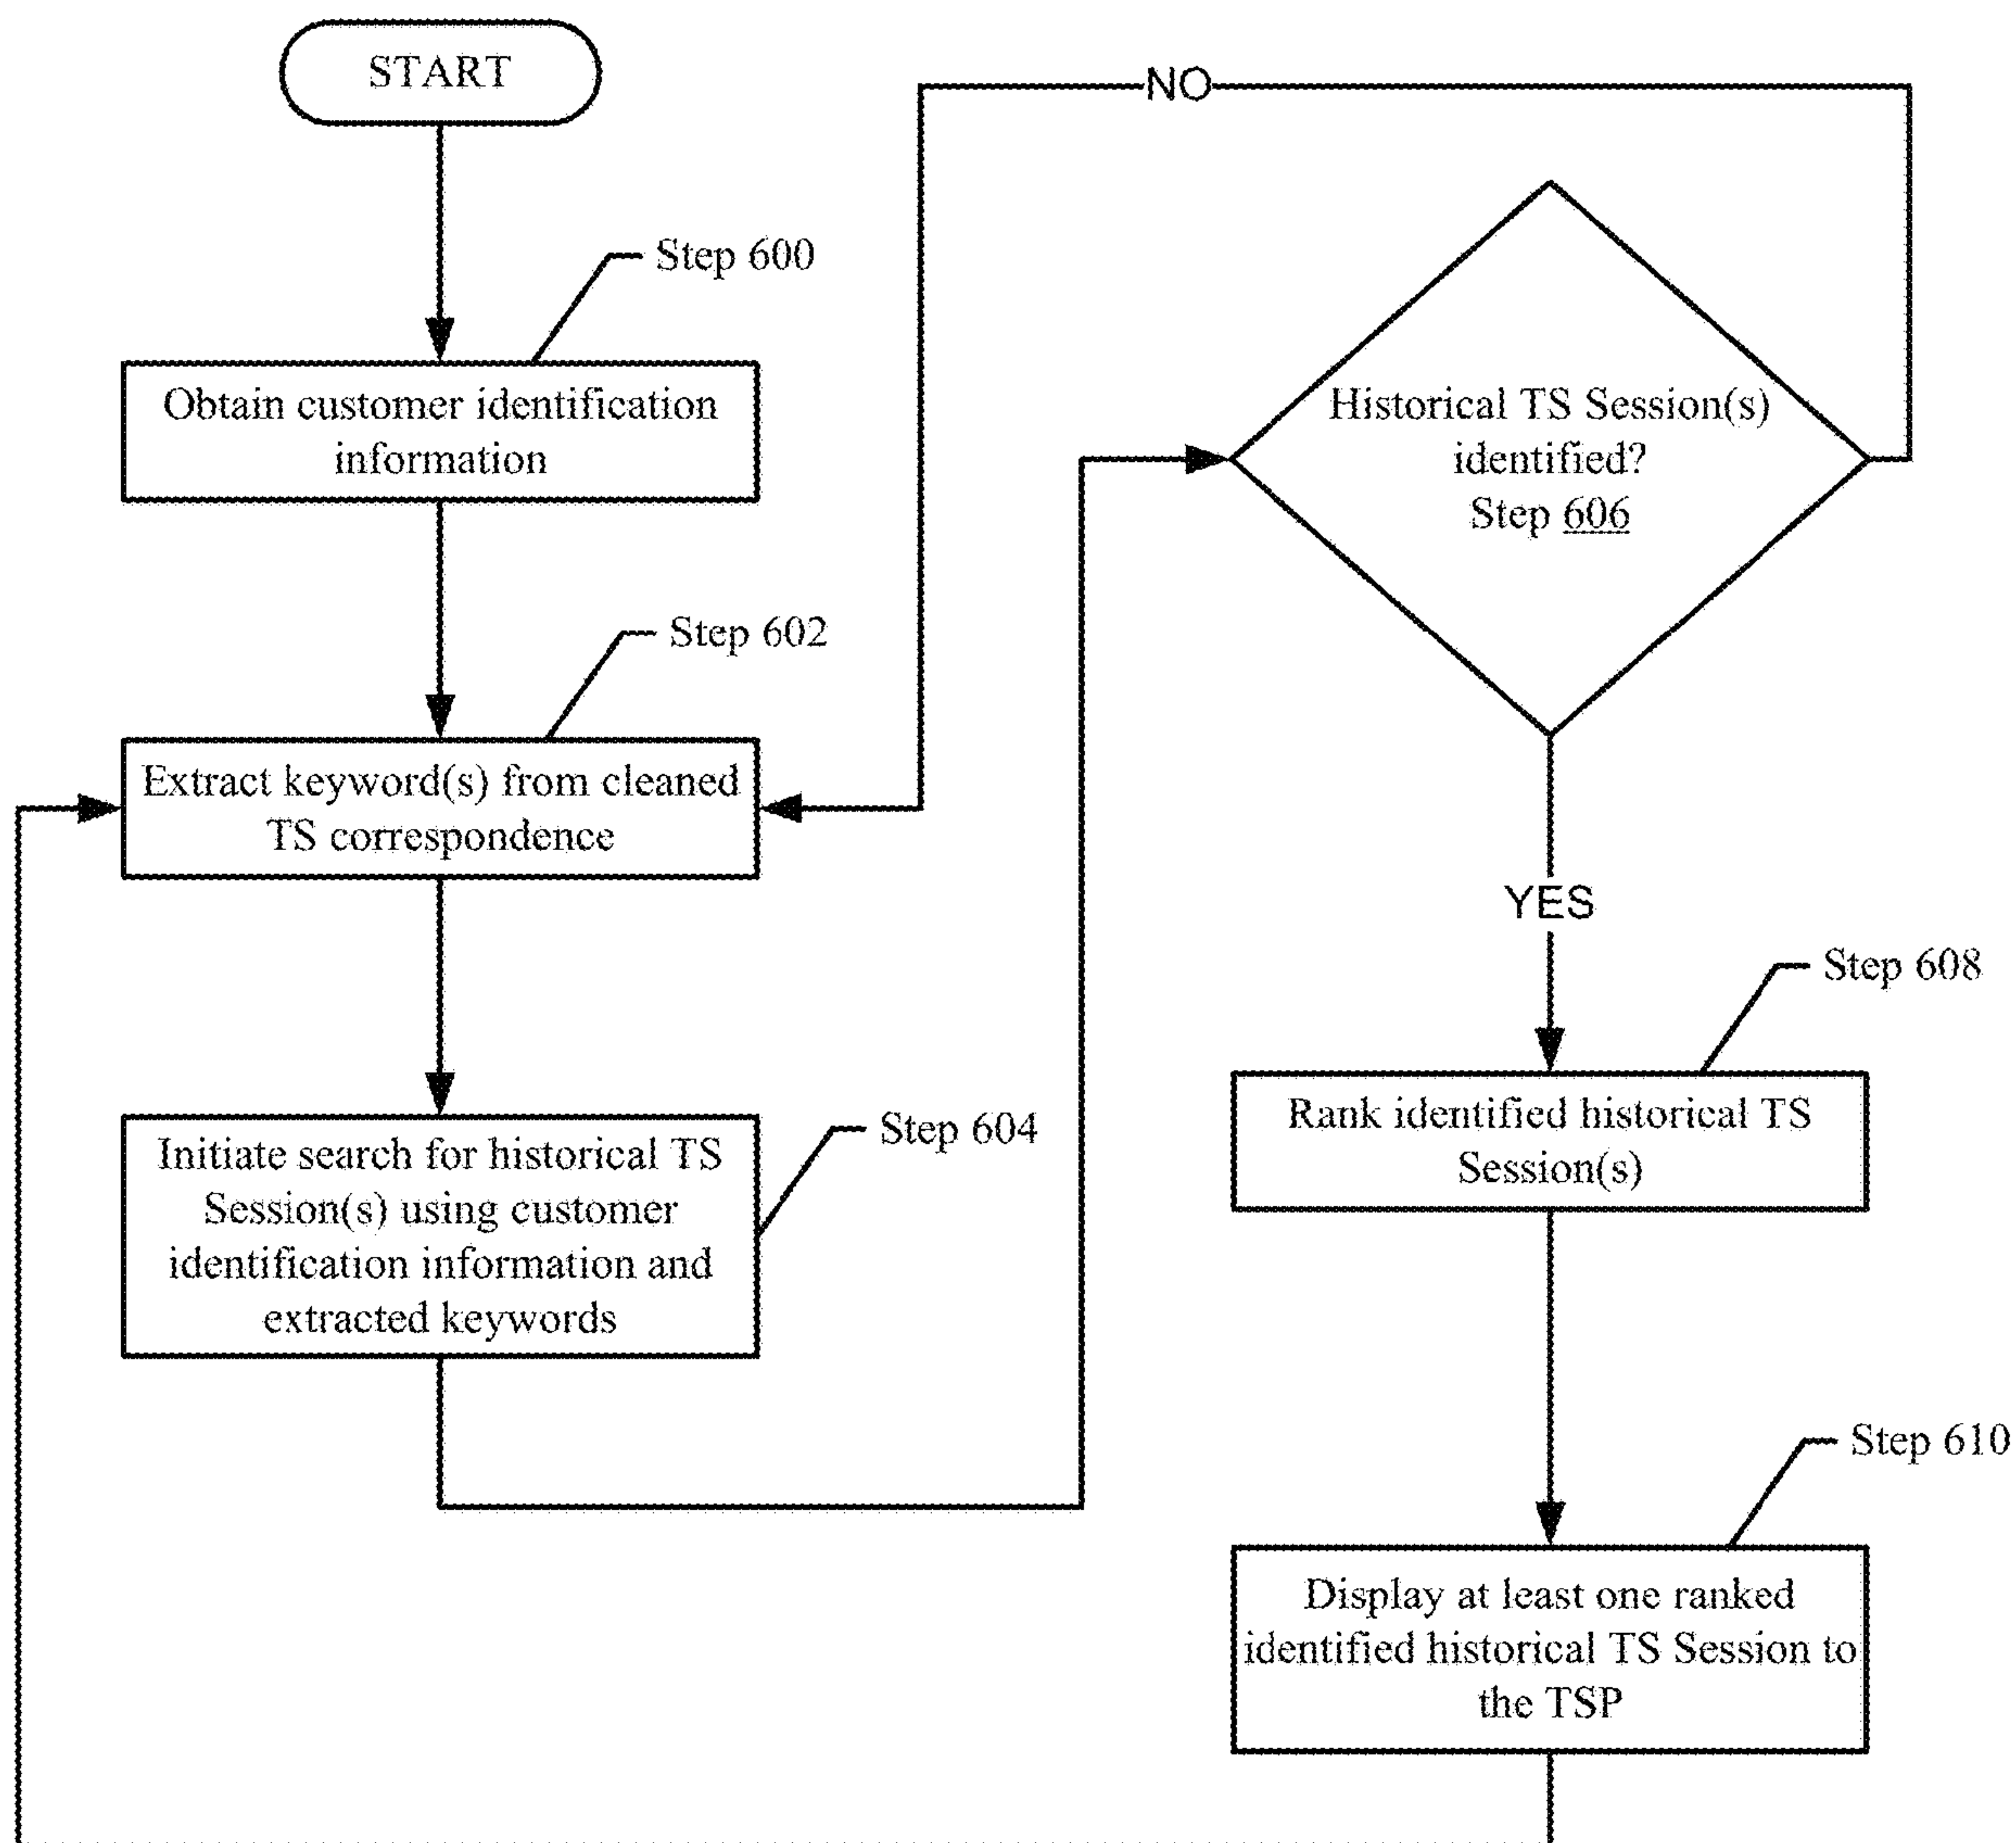 START
NO
Step 600
Obtain customer identification
information
Historical TS Session(s)
identified?
Step 606
Step 602
Extract keyword(s) from cleaned
TS correspondence
YES
Step 608
Step 604
Initiate search for historical TS
Session(s) using customer
identification information and
extracted keywords
Rank identified historical TS
Session(s)
Step 610
Display at least one ranked
identified historical TS Session to
the TSP